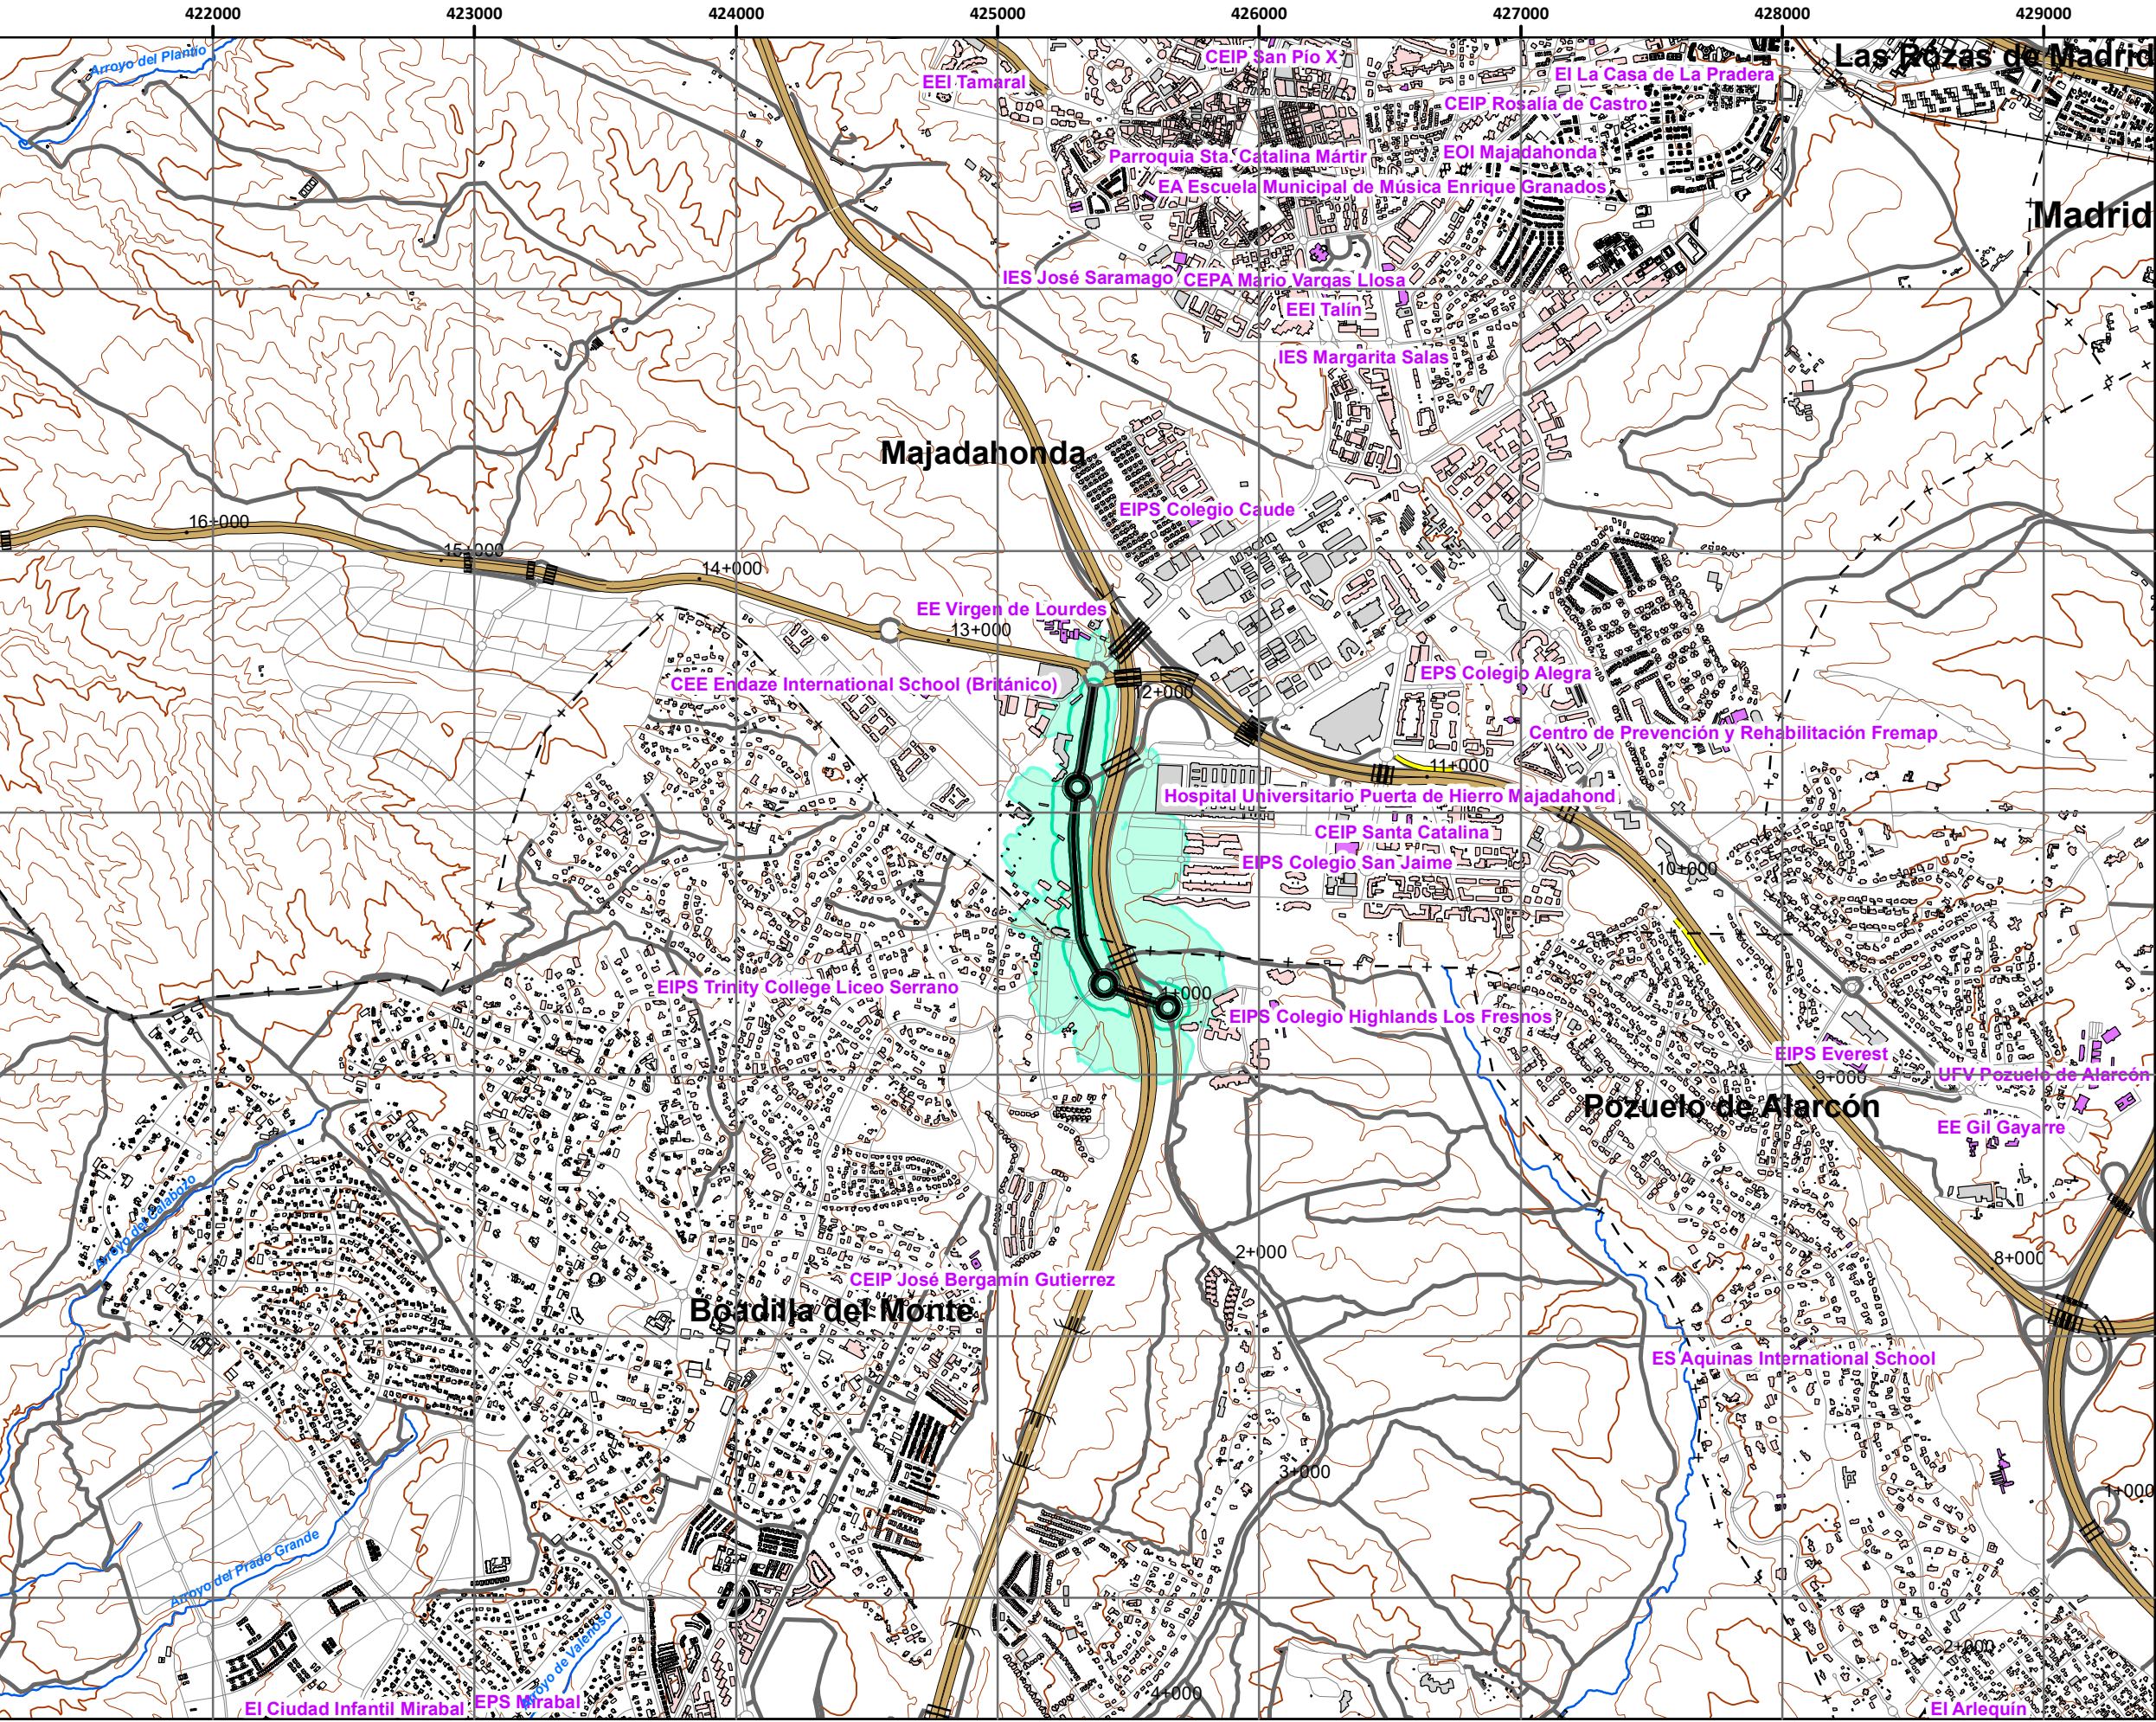 422000 423000 424000 425000 426000 427000 428000 429000
Arroyo del Plantío
CEIP San Pío X
Las Rozas de Madrid
EEI Tamaral
EI La Casa de La Pradera
CEIP Rosalía de Castro
Parroquia Sta. Catalina Mártir
EOI Majadahonda
EA Escuela Municipal de Música Enrique Granados
Madrid
IES José Saramago
CEPA Mario Vargas Llosa
EEI Talín
IES Margarita Salas
Majadahonda
EIPS Colegio Caude
16+000
15+000
14+000
EE Virgen de Lourdes
13+000
EPS Colegio Alegra
CEE Endaze International School (Británico)
12+000
Centro de Prevención y Rehabilitación Fremap
11+000
Hospital Universitario Puerta de Hierro Majadahond
CEIP Santa Catalina
EIPS Colegio San Jaime
10+000
EIPS Trinity College Liceo Serrano
1+000
EIPS Colegio Highlands Los Fresnos
EIPS Everest
UFV Pozuelo de Alarcón
9+000
Pozuelo de Alarcón
EE Gil Gayarre
Arroyo del Calabozo
2+000
8+000
CEIP José Bergamín Gutierrez
Boadilla del Monte
ES Aquinas International School
3+000
1+000
Arroyo del Prado Grande
Arroyo de Valenoso
2+000
4+000
EI Ciudad Infantil Mirabal
EPS Mirabal
EI Arlequín